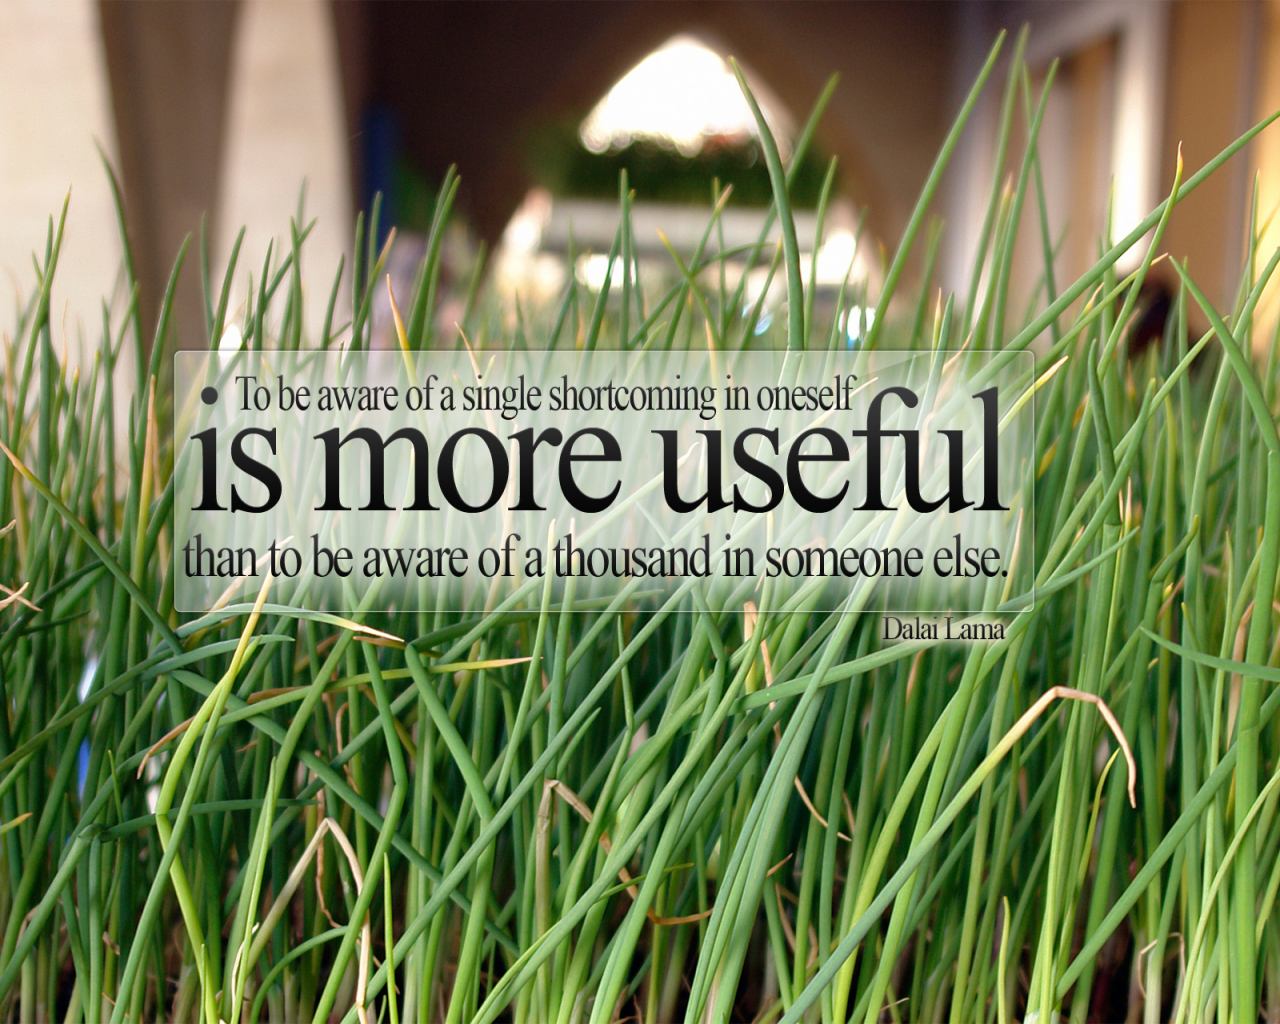 To be aware of a single shortcoming in oneself
is more useful
than to be aware of a thousand in someone else.
Dalai Lama